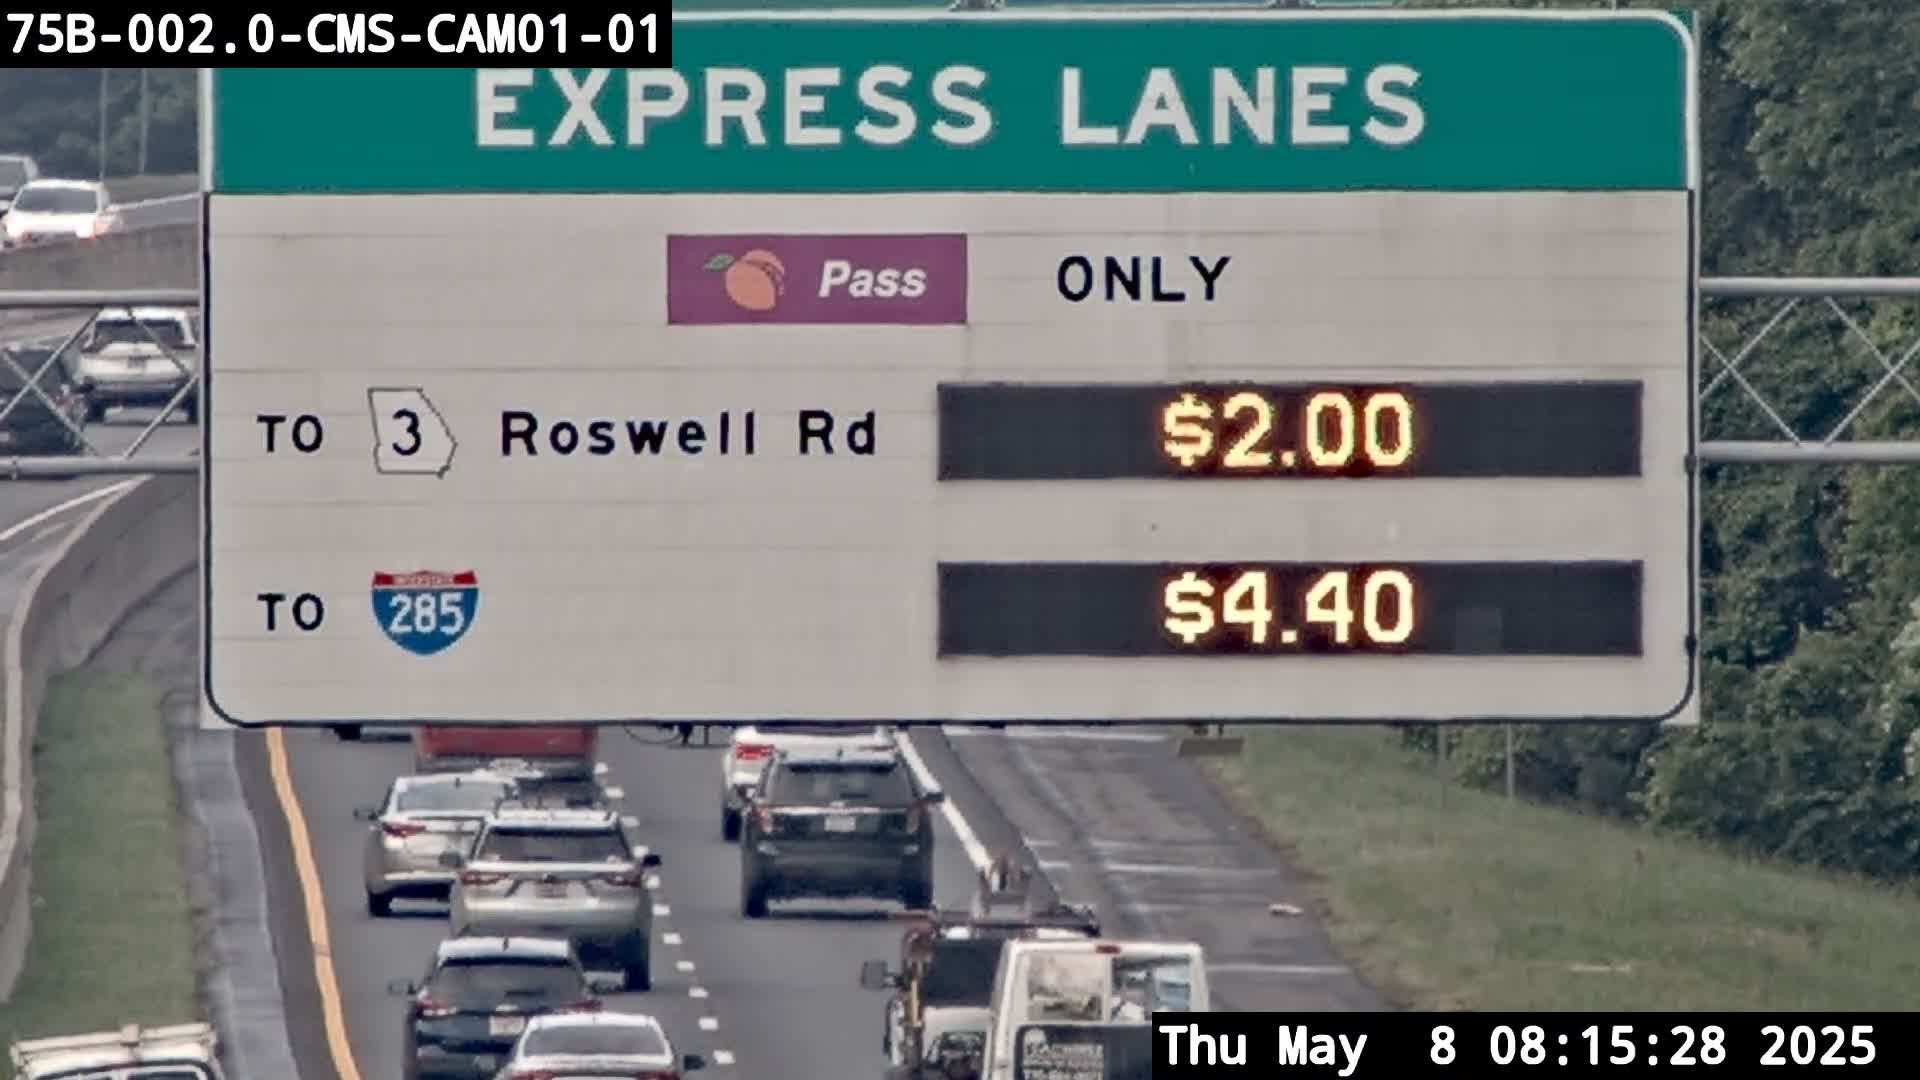 75B-002.0-CMS-CAM01-01
EXPRESS LANES
Pass ONLY
TO 3 Roswell Rd $2.00
INTERSTATE
TO 285 $4.40
Thu May 8 08:15:28 2025